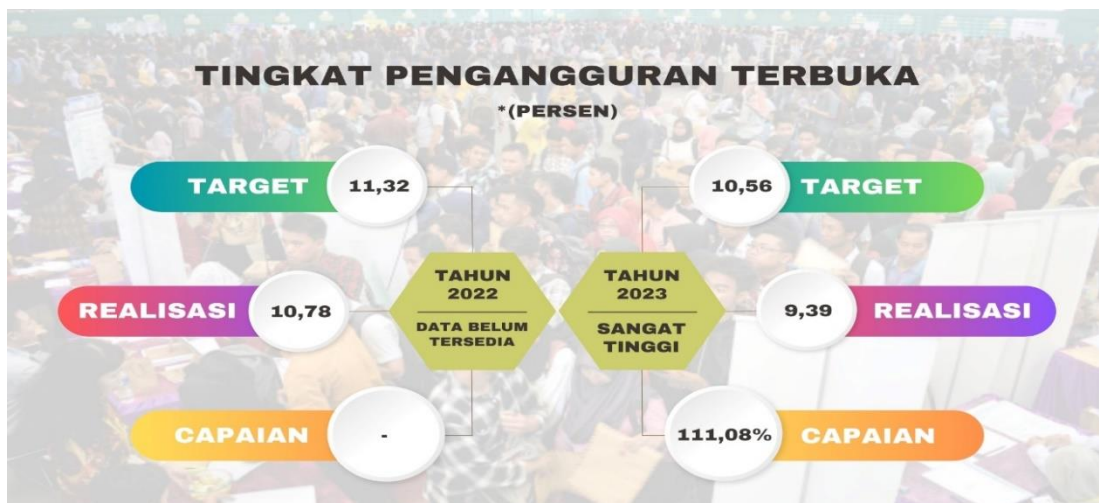 TINGKAT PENGANGGURAN TERBUKA
*(PERSEN)
TARGET 11,32
REALISASI 10,78
CAPAIAN -
TAHUN
2022
DATA BELUM
TERSEDIA
TAHUN
2023
SANGAT
TINGGI
10,56 TARGET
9,39 REALISASI
111,08% CAPAIAN